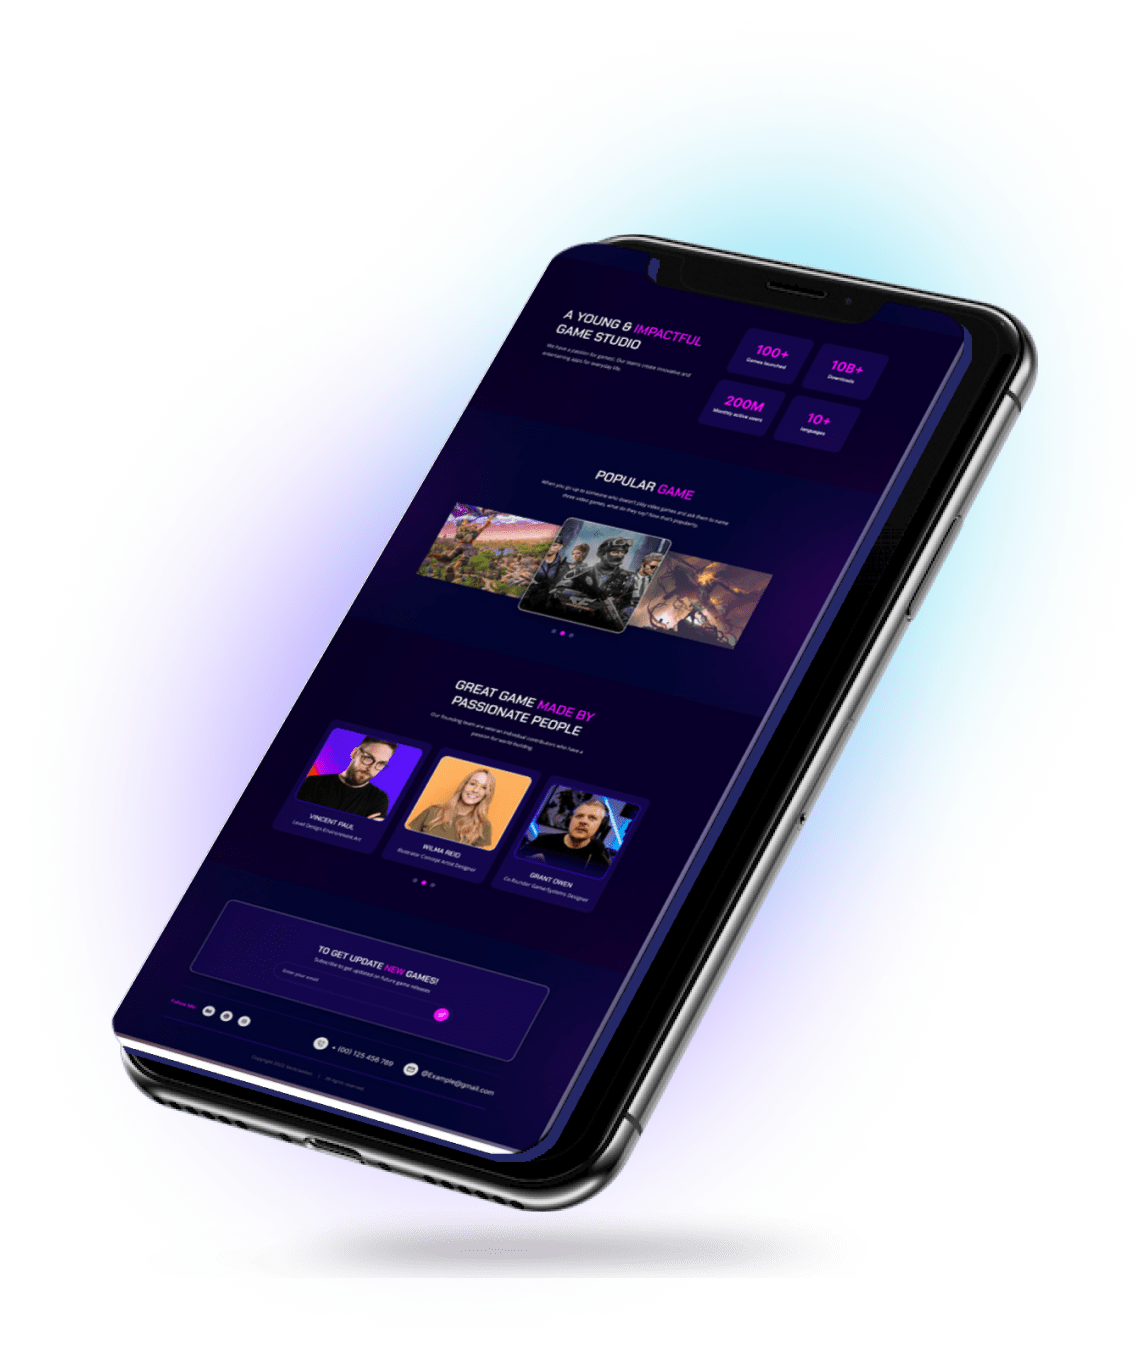 A YOUNG & IMPACTFUL
GAME STUDIO
We have a passion for games!. Our teams create innovative and
entertaining apps for everyday life
100+
Games launched
10B+
Downloads
200M
Monthly active users
10+
languages
POPULAR GAME
When you go up to someone who doesn't play video games and ask them to name
three video games, what do they say? Now that's popularity.
GREAT GAME MADE BY
PASSIONATE PEOPLE
Our founding team are veteran individual contributors who have a
passion for world-building.
VINCENT PAUL
Level Design Environment Art
WILMA REID
Illustrator Concept Artist Designer
GRANT OWEN
Co-founder Game Systems Designer
TO GET UPDATE NEW GAMES!
Subscribe to get updated on future game releases
Enter your email
Follow Me:
+ (00) 123 456 789
@Example@gmail.com
Copyright 2022
| All rights reserved